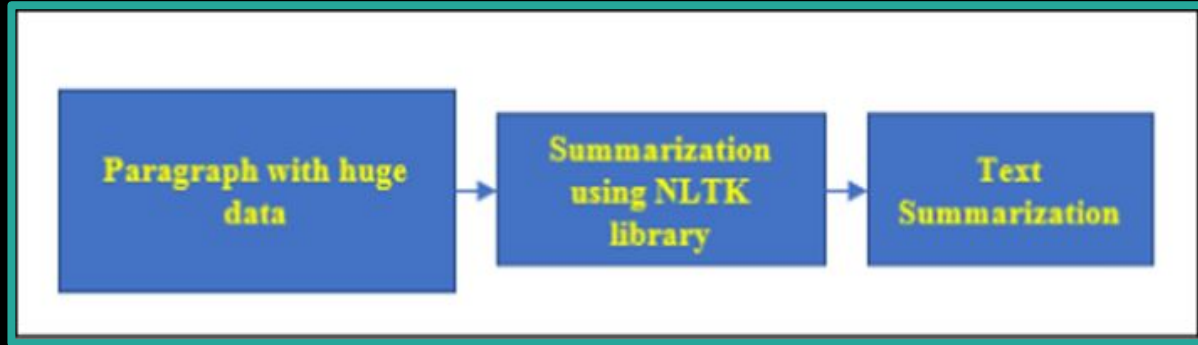 Paragraph with huge
data
Summarization
using NLTK
library
Text
Summarization